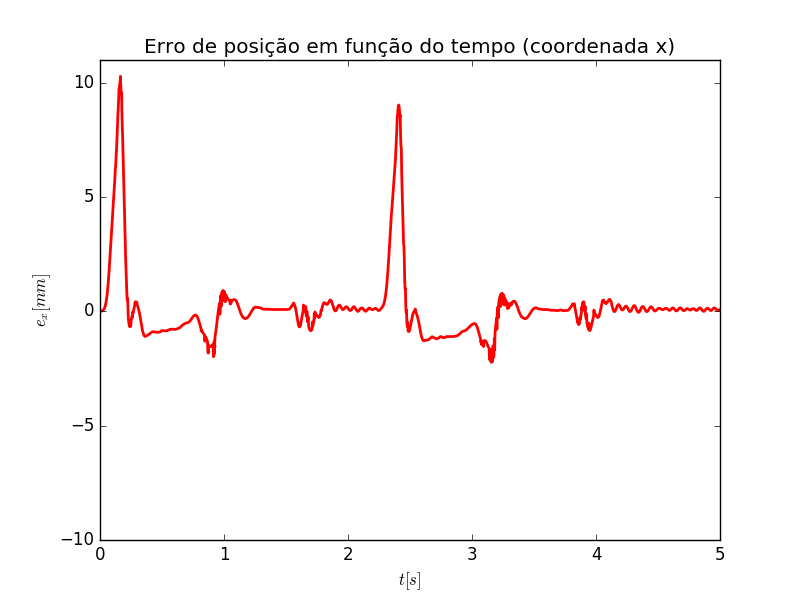 Erro de posição em função do tempo (coordenada x)
10
5
0
−5
−10
e_x[mm]
0 1 2 3 4 5
t[s]